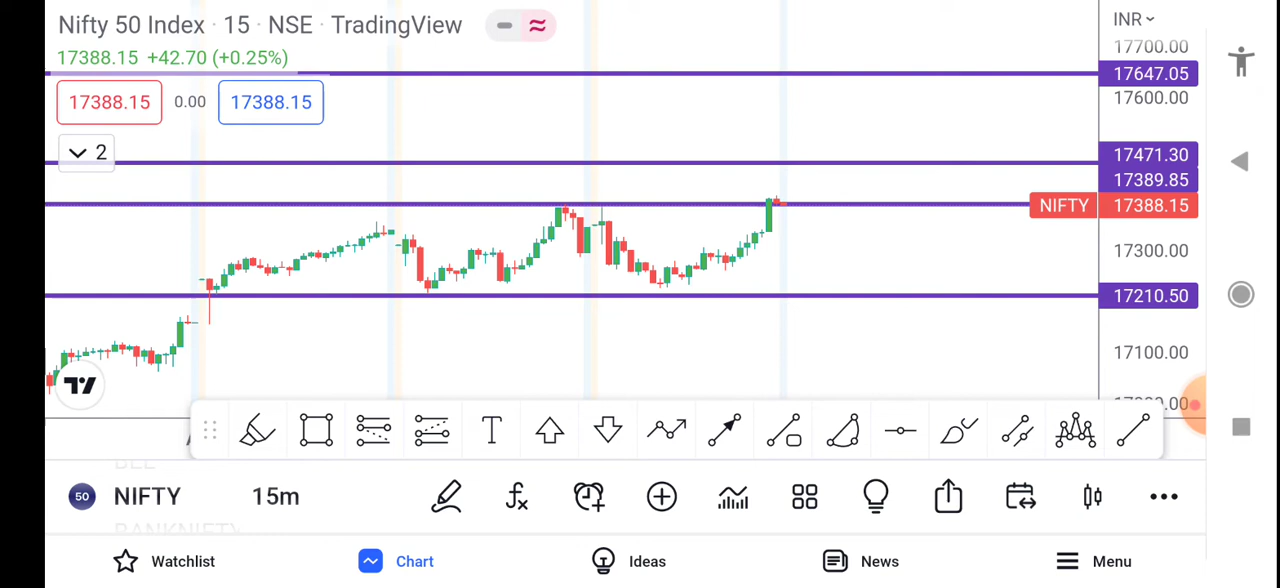 Nifty 50 Index · 15 · NSE · TradingView
INR
17388.15 +42.70 (+0.25%)
17388.15 0.00 17388.15
2
17700.00
17647.05
17600.00
17471.30
17389.85
NIFTY 17388.15
17300.00
17210.50
17100.00
T
50 NIFTY 15m
BANKNIFTY
Watchlist Chart Ideas News Menu